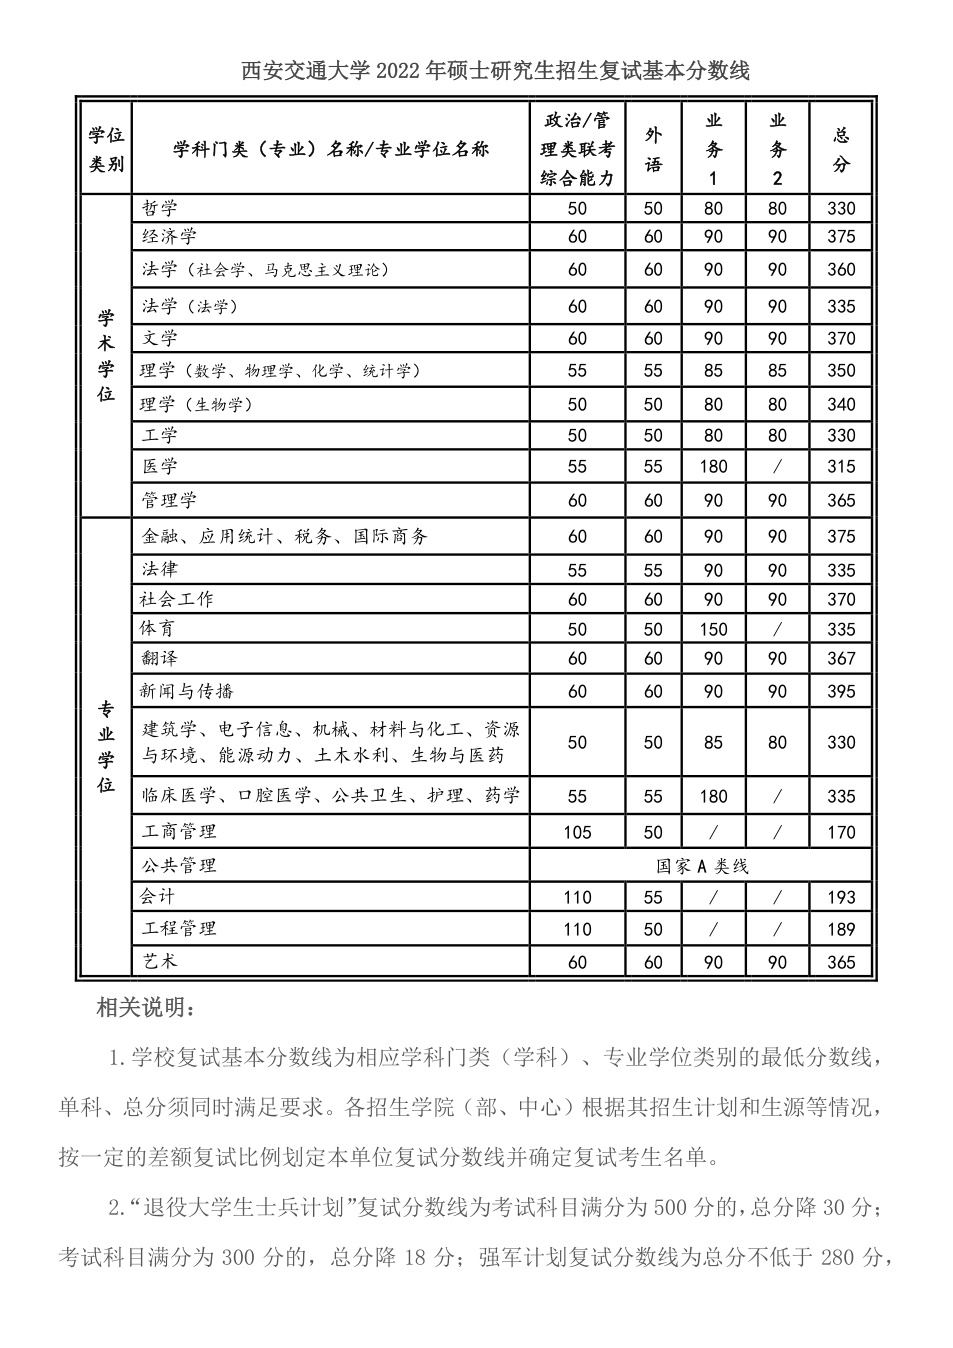 西安交通大学 2022 年硕士研究生招生复试基本分数线
学位类别 学科门类（专业）名称/专业学位名称 政治/管理类联考综合能力 外语 业务1 业务2 总分
学术学位
哲学 50 50 80 80 330
经济学 60 60 90 90 375
法学（社会学、马克思主义理论） 60 60 90 90 360
法学（法学） 60 60 90 90 335
文学 60 60 90 90 370
理学（数学、物理学、化学、统计学） 55 55 85 85 350
理学（生物学） 50 50 80 80 340
工学 50 50 80 80 330
医学 55 55 180 / 315
管理学 60 60 90 90 365
专业学位
金融、应用统计、税务、国际商务 60 60 90 90 375
法律 55 55 90 90 335
社会工作 60 60 90 90 370
体育 50 50 150 / 335
翻译 60 60 90 90 367
新闻与传播 60 60 90 90 395
建筑学、电子信息、机械、材料与化工、资源
与环境、能源动力、土木水利、生物与医药 50 50 85 80 330
临床医学、口腔医学、公共卫生、护理、药学 55 55 180 / 335
工商管理 105 50 / / 170
公共管理 国家 A 类线
会计 110 55 / / 193
工程管理 110 50 / / 189
艺术 60 60 90 90 365
相关说明：
1.学校复试基本分数线为相应学科门类（学科）、专业学位类别的最低分数线，
单科、总分须同时满足要求。各招生学院（部、中心）根据其招生计划和生源等情况，
按一定的差额复试比例划定本单位复试分数线并确定复试考生名单。
2.“退役大学生士兵计划”复试分数线为考试科目满分为 500 分的，总分降 30 分；
考试科目满分为 300 分的，总分降 18 分；强军计划复试分数线为总分不低于 280 分，